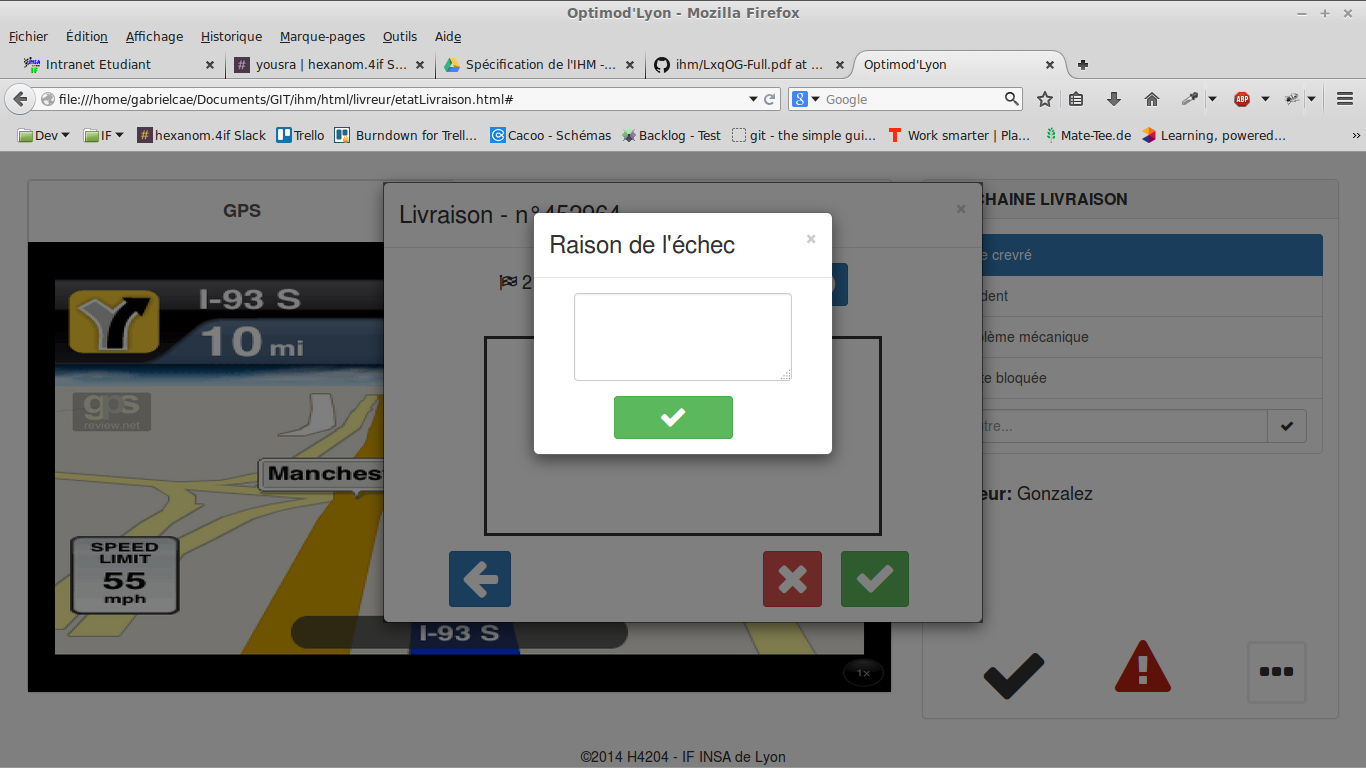 Optimod'Lyon - Mozilla Firefox
Fichier Édition Affichage Historique Marque-pages Outils Aide
Intranet Etudiant
yousra | hexanom.4if S...
Spécification de l'IHM -...
ihm/LxqOG-Full.pdf at ...
Optimod'Lyon
file:///home/gabrielcae/Documents/GIT/ihm/html/livreur/etatLivraison.html#
Google
Dev IF hexanom.4if Slack Trello Burndown for Trell... Cacoo - Schémas Backlog - Test git - the simple gui... Work smarter | Pla... Mate-Tee.de Learning, powered... »
GPS
I-93 S
10 mi
gps
review.net
Manches
SPEED
LIMIT
55
mph
I-93 S
1x
Livraison - n°452064
2
Raison de l'échec
HAINE LIVRAISON
e crevré
dent
lème mécanique
te bloquée
tre...
eur: Gonzalez
©2014 H4204 - IF INSA de Lyon